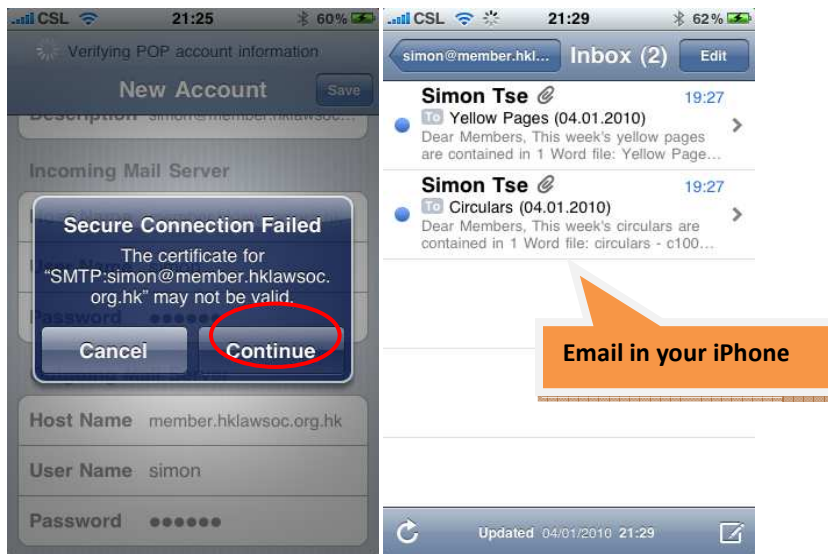 CSL 21:25 60%
Verifying POP account information
New Account Save
Description simon@member.hklawsoc...
Incoming Mail Server
Secure Connection Failed
The certificate for
“SMTP:simon@member.hklawsoc.
org.hk” may not be valid.
Password
Cancel Continue
Host Name member.hklawsoc.org.hk
User Name simon
Password ●●●●●●
CSL 21:29 62%
simon@member.hkl... Inbox (2) Edit
Simon Tse 19:27
To Yellow Pages (04.01.2010)
Dear Members, This week's yellow pages
are contained in 1 Word file: Yellow Page...
Simon Tse 19:27
To Circulars (04.01.2010)
Dear Members, This week's circulars are
contained in 1 Word file: circulars - c100...
Email in your iPhone
Updated 04/01/2010 21:29